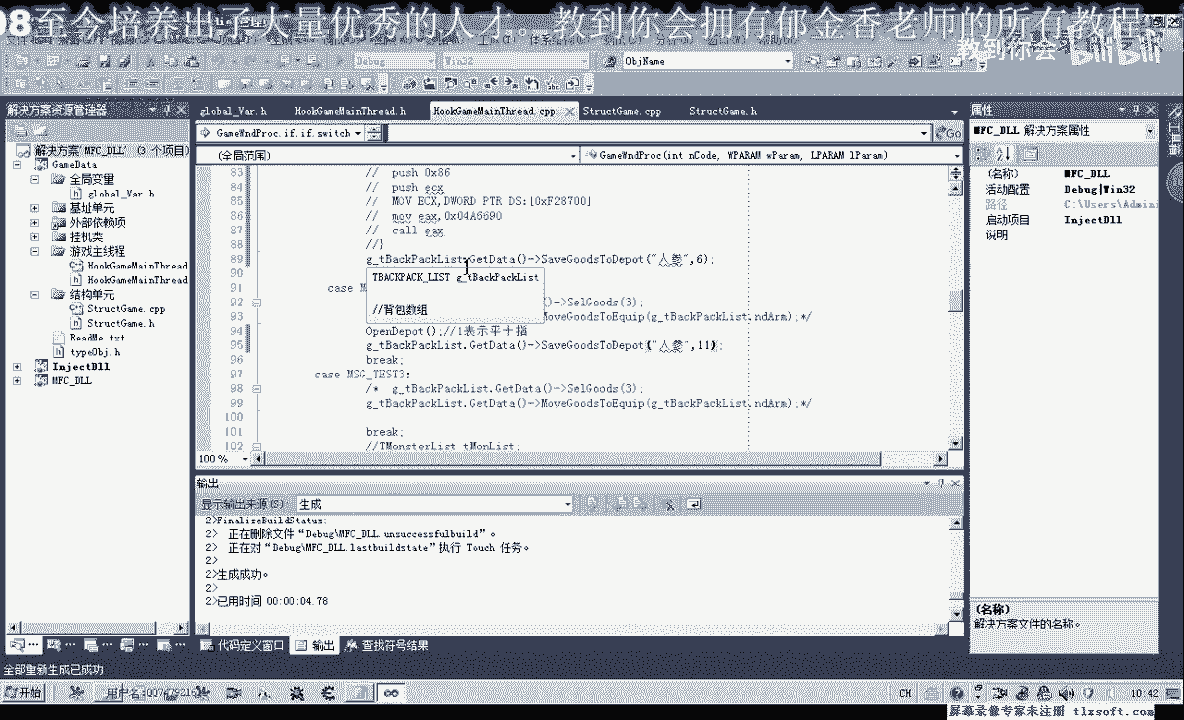 08至今培养出了大量优秀的人才。教到你会拥有郁金香老师的所有教程
教到你会
bilibili
Debug
Win32
ObjName
解决方案资源管理器
解决方案'MFC_DLL' (3 个项目)
GameData
全局变量
global_Var.h
基址单元
外部依赖项
挂机类
游戏主线程
HookGameMainThread
HookGameMainThread
结构单元
StructGame.cpp
StructGame.h
ReadMe.txt
typeObj.h
InjectDll
MFC_DLL
global_Var.h
HookGameMainThread.h
HookGameMainThread.cpp
StructGame.cpp
StructGame.h
GameWndProc.if.if.switch
Go
(全局范围)
GameWndProc(int nCode, WPARAM wParam, LPARAM lParam)
83 // push 0x86
84 // push ecx
85 // MOV ECX,DWORD PTR DS:[0xF28700]
86 // mov eax,0x04A6690
87 // call eax
88 //}
89 g_tBackPackList.GetData()->SaveGoodsToDepot("人参",6);
90
TBACKPACK_LIST g_tBackPackList
//背包数组
91 case M
92 ()->SelGoods(3);
93 MoveGoodsToEquip(g_tBackPackList.ndArm);*/
94 OpenDepot();//1表示平十指
95 g_tBackPackList.GetData()->SaveGoodsToDepot("人参",11);
96 break;
97 case MSG_TEST3:
98 /* g_tBackPackList.GetData()->SelGoods(3);
99 g_tBackPackList.GetData()->MoveGoodsToEquip(g_tBackPackList.ndArm);*/
100
101 break;
102 //TMonsterList tMonList;
100 %
输出
显示输出来源(S): 生成
2>FinalizeBuildStatus:
2> 正在删除文件“Debug\MFC_DLL.unsuccessfulbuild”。
2> 正在对“Debug\MFC_DLL.lastbuildstate”执行 Touch 任务。
2>
2>生成成功。
2>
2>已用时间 00:00:04.78
代码定义窗口
输出
查找符号结果
属性
MFC_DLL 解决方案属性
(名称) MFC_DLL
活动配置 Debug|Win32
路径 C:\Users\Admini
启动项目 InjectDll
说明
(名称)
解决方案文件的名称。
全部重新生成已成功
开始
CH
10:42
屏幕录像专家未注册 tlxsoft.com